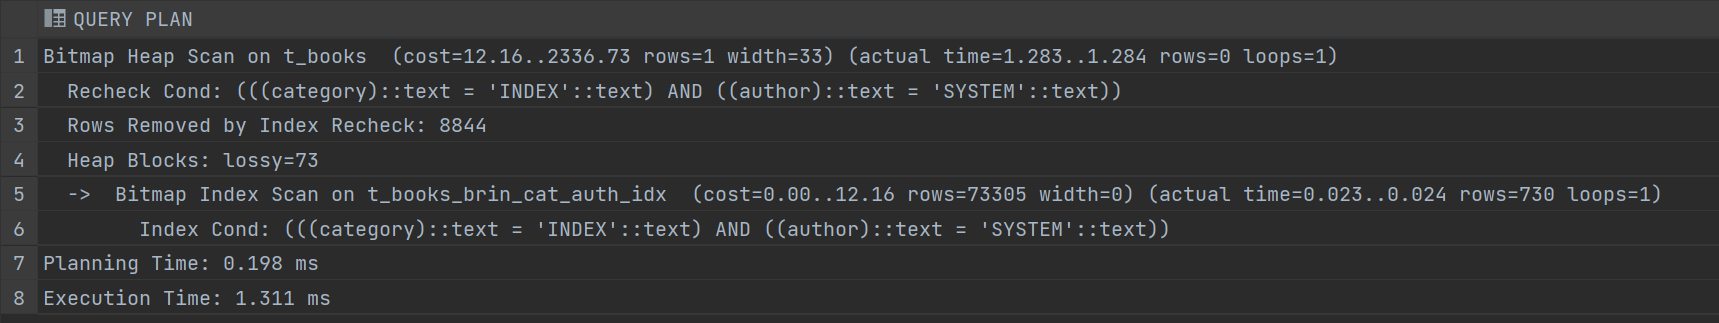 QUERY PLAN
1 Bitmap Heap Scan on t_books  (cost=12.16..2336.73 rows=1 width=33) (actual time=1.283..1.284 rows=0 loops=1)
2   Recheck Cond: (((category)::text = 'INDEX'::text) AND ((author)::text = 'SYSTEM'::text))
3   Rows Removed by Index Recheck: 8844
4   Heap Blocks: lossy=73
5   ->  Bitmap Index Scan on t_books_brin_cat_auth_idx  (cost=0.00..12.16 rows=73305 width=0) (actual time=0.023..0.024 rows=730 loops=1)
6         Index Cond: (((category)::text = 'INDEX'::text) AND ((author)::text = 'SYSTEM'::text))
7 Planning Time: 0.198 ms
8 Execution Time: 1.311 ms